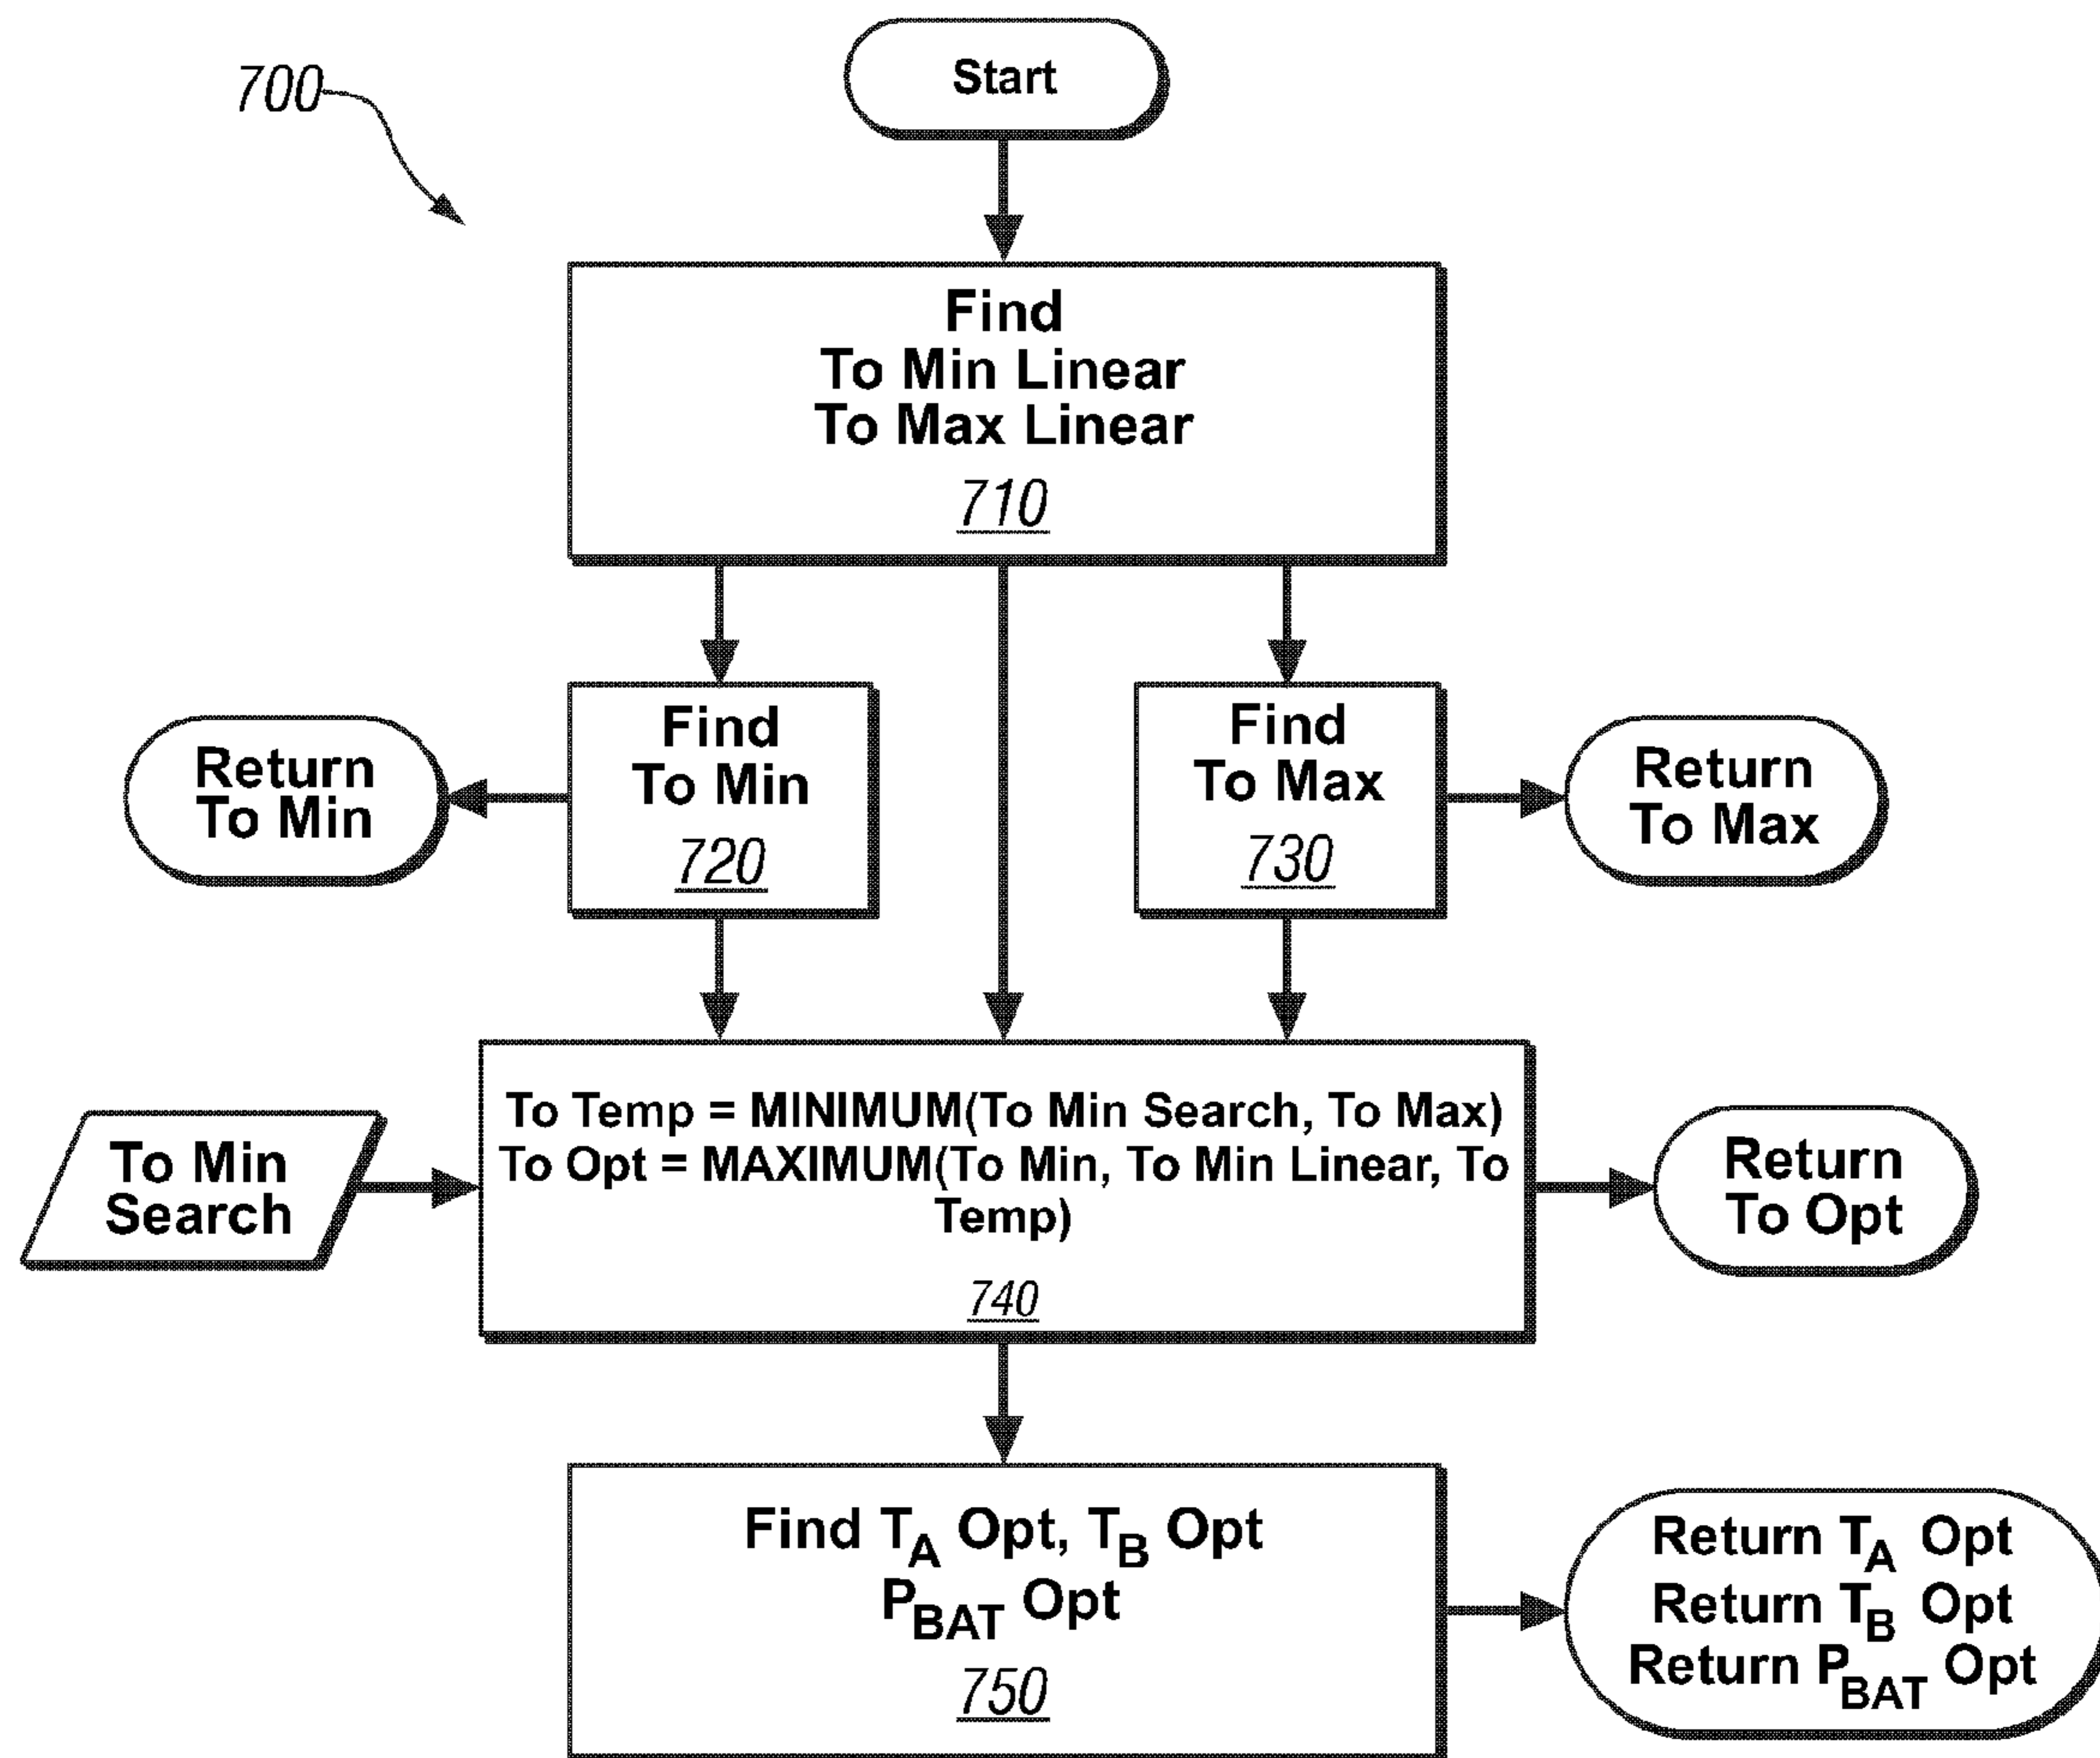 700
Start
Find
To Min Linear
To Max Linear
710
Return
To Min
Find
To Min
720
Find
To Max
730
Return
To Max
To Min
Search
To Temp = MINIMUM(To Min Search, To Max)
To Opt = MAXIMUM(To Min, To Min Linear, To
Temp)
740
Return
To Opt
Find TA Opt, TB Opt
PBAT Opt
750
Return TA Opt
Return TB Opt
Return PBAT Opt